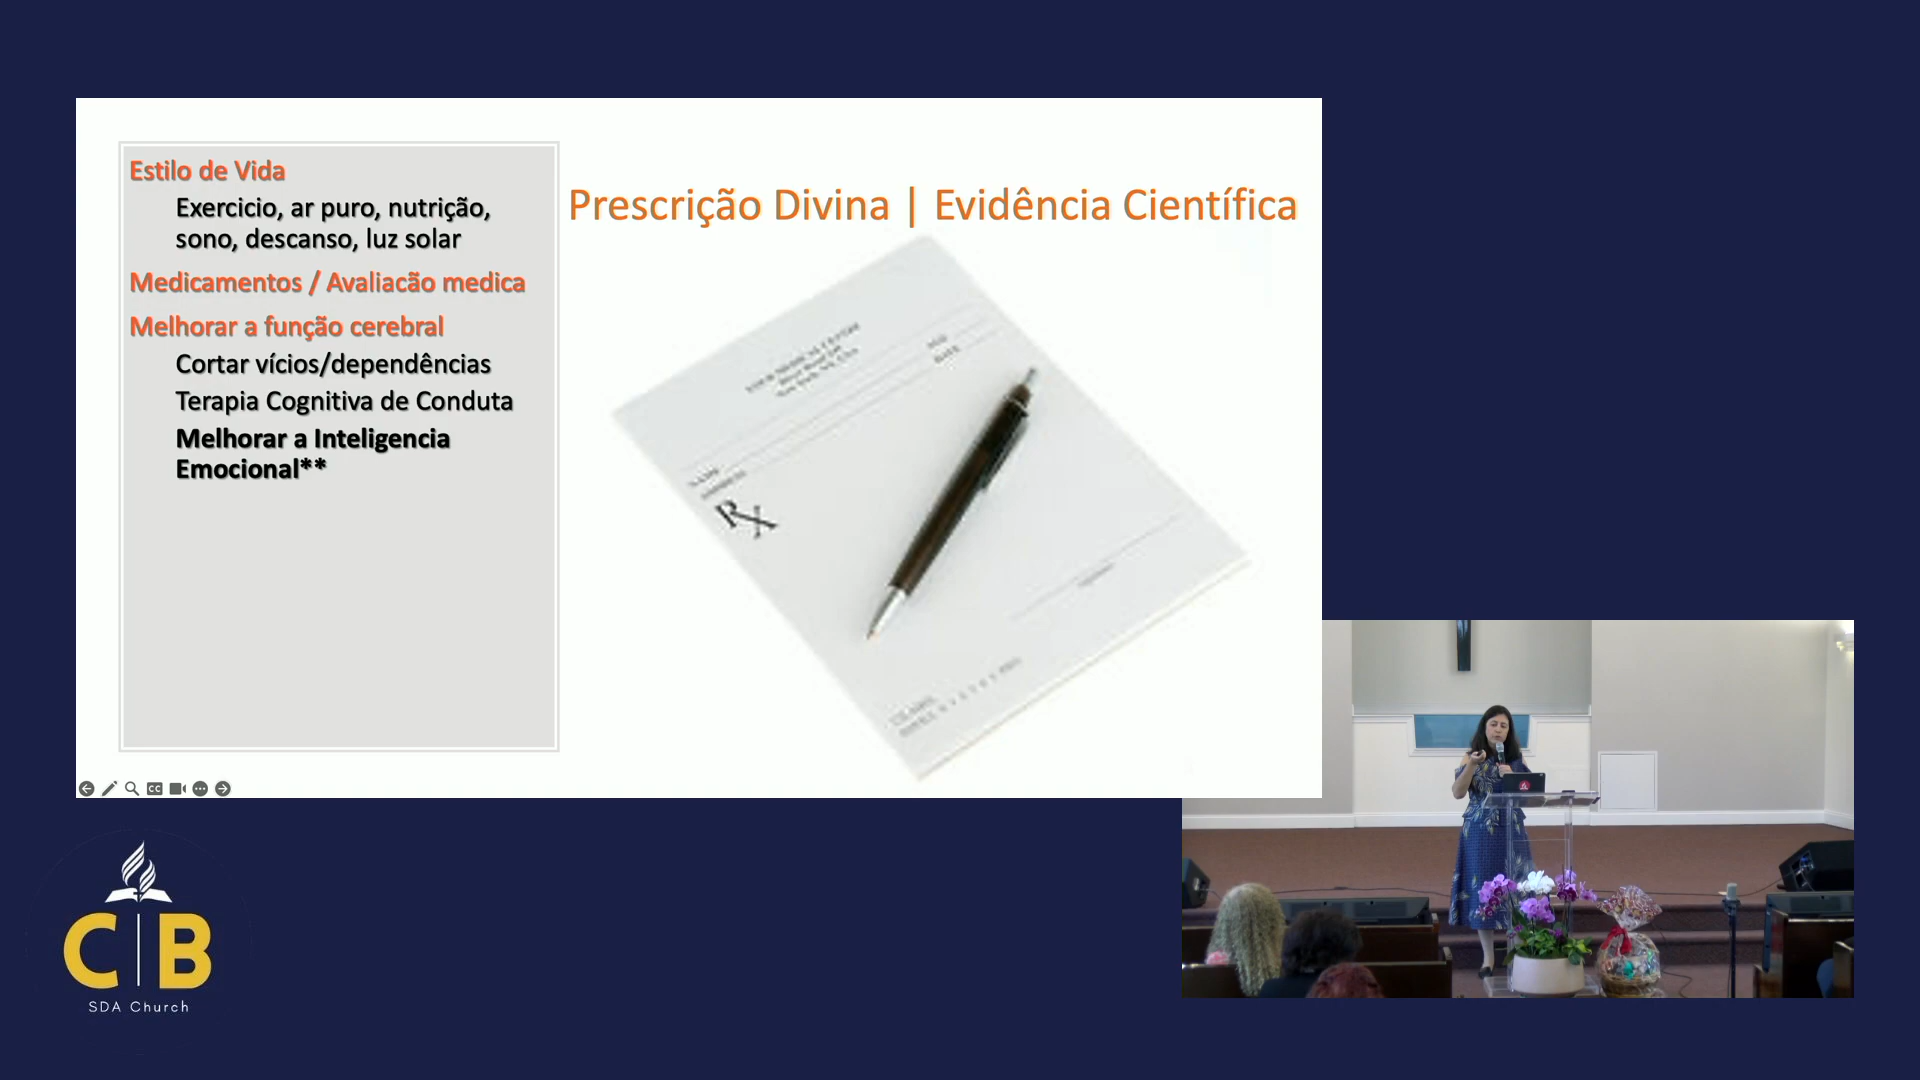 Estilo de Vida
Exercicio, ar puro, nutrição,
sono, descanso, luz solar
Medicamentos / Avaliacão medica
Melhorar a função cerebral
Cortar vícios/dependências
Terapia Cognitiva de Conduta
Melhorar a Inteligencia
Emocional**
Prescrição Divina | Evidência Científica
Rx
CC
C|B
SDA Church